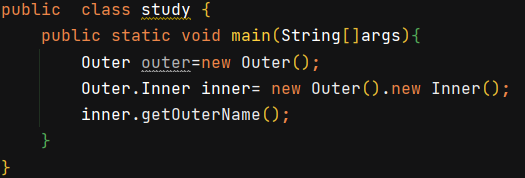 public  class study {
    public static void main(String[]args){
        Outer outer=new Outer();
        Outer.Inner inner= new Outer().new Inner();
        inner.getOuterName();
    }
}